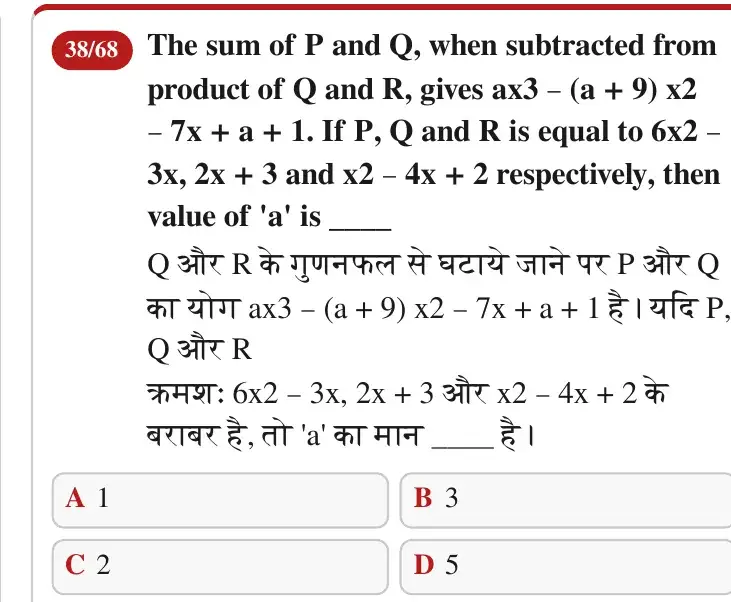 38/68 The sum of P and Q, when subtracted from
product of Q and R, gives ax3 – (a + 9) x2
– 7x + a + 1. If P, Q and R is equal to 6x2 –
3x, 2x + 3 and x2 – 4x + 2 respectively, then
value of 'a' is ____
Q और R के गुणनफल से घटाये जाने पर P और Q
का योग ax3 – (a + 9) x2 – 7x + a + 1 है। यदि P,
Q और R
क्रमशः 6x2 – 3x, 2x + 3 और x2 – 4x + 2 के
बराबर है, तो 'a' का मान ____ है।
A 1 B 3
C 2 D 5